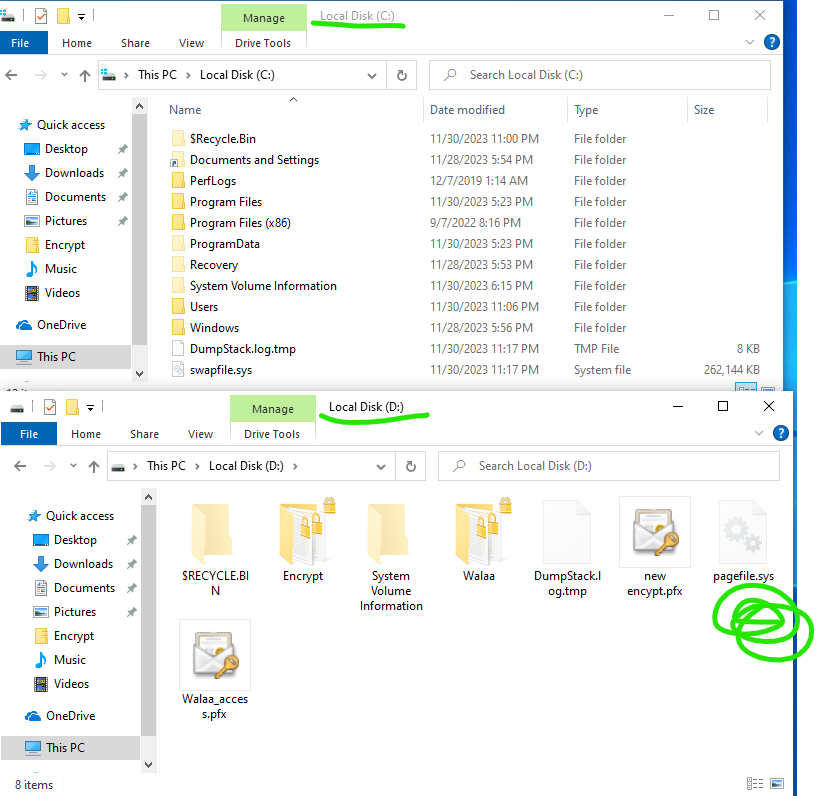 Manage
Local Disk (C:)
File
Home
Share
View
Drive Tools
This PC > Local Disk (C:)
Search Local Disk (C:)
Name
Date modified
Type
Size
Quick access
Desktop
Downloads
Documents
Pictures
Encrypt
Music
Videos
OneDrive
This PC
$Recycle.Bin 11/30/2023 11:00 PM File folder
Documents and Settings 11/28/2023 5:54 PM File folder
PerfLogs 12/7/2019 1:14 AM File folder
Program Files 11/30/2023 5:23 PM File folder
Program Files (x86) 9/7/2022 8:16 PM File folder
ProgramData 11/30/2023 5:23 PM File folder
Recovery 11/28/2023 5:53 PM File folder
System Volume Information 11/30/2023 6:15 PM File folder
Users 11/30/2023 11:06 PM File folder
Windows 11/28/2023 5:56 PM File folder
DumpStack.log.tmp 11/30/2023 11:17 PM TMP File 8 KB
swapfile.sys 11/30/2023 11:17 PM System file 262,144 KB
Manage
Local Disk (D:)
File
Home
Share
View
Drive Tools
This PC > Local Disk (D:) >
Search Local Disk (D:)
Quick access
Desktop
Downloads
Documents
Pictures
Encrypt
Music
Videos
OneDrive
This PC
$RECYCLE.BI
N
Encrypt
System
Volume
Information
Walaa
DumpStack.l
og.tmp
new
encypt.pfx
pagefile.sys
Walaa_acces
s.pfx
8 items